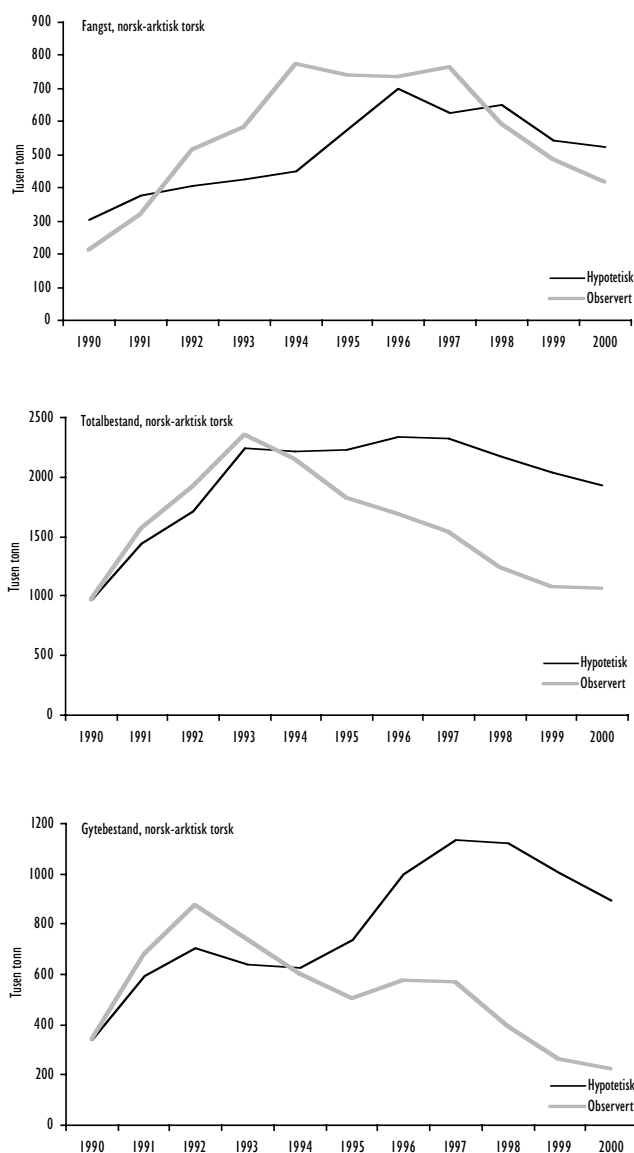 Fangst, norsk-arktisk torsk
900
800
700
600
500
400
300
200
100
0
Tusen tonn
Hypotetisk
Observert
1990 1991 1992 1993 1994 1995 1996 1997 1998 1999 2000
Totalbestand, norsk-arktisk torsk
2500
2000
1500
1000
500
0
Tusen tonn
Hypotetisk
Observert
1990 1991 1992 1993 1994 1995 1996 1997 1998 1999 2000
Gytebestand, norsk-arktisk torsk
1200
1000
800
600
400
200
0
Tusen tonn
Hypotetisk
Observert
1990 1991 1992 1993 1994 1995 1996 1997 1998 1999 2000